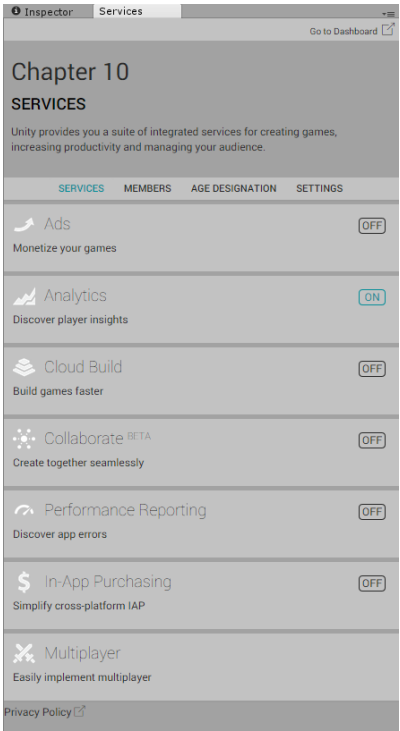 Inspector
Services
Go to Dashboard
Chapter 10
SERVICES
Unity provides you a suite of integrated services for creating games,
increasing productivity and managing your audience.
SERVICES MEMBERS AGE DESIGNATION SETTINGS
Ads
OFF
Monetize your games
Analytics
ON
Discover player insights
Cloud Build
OFF
Build games faster
Collaborate BETA
OFF
Create together seamlessly
Performance Reporting
OFF
Discover app errors
In-App Purchasing
OFF
Simplify cross-platform IAP
Multiplayer
Easily implement multiplayer
Privacy Policy